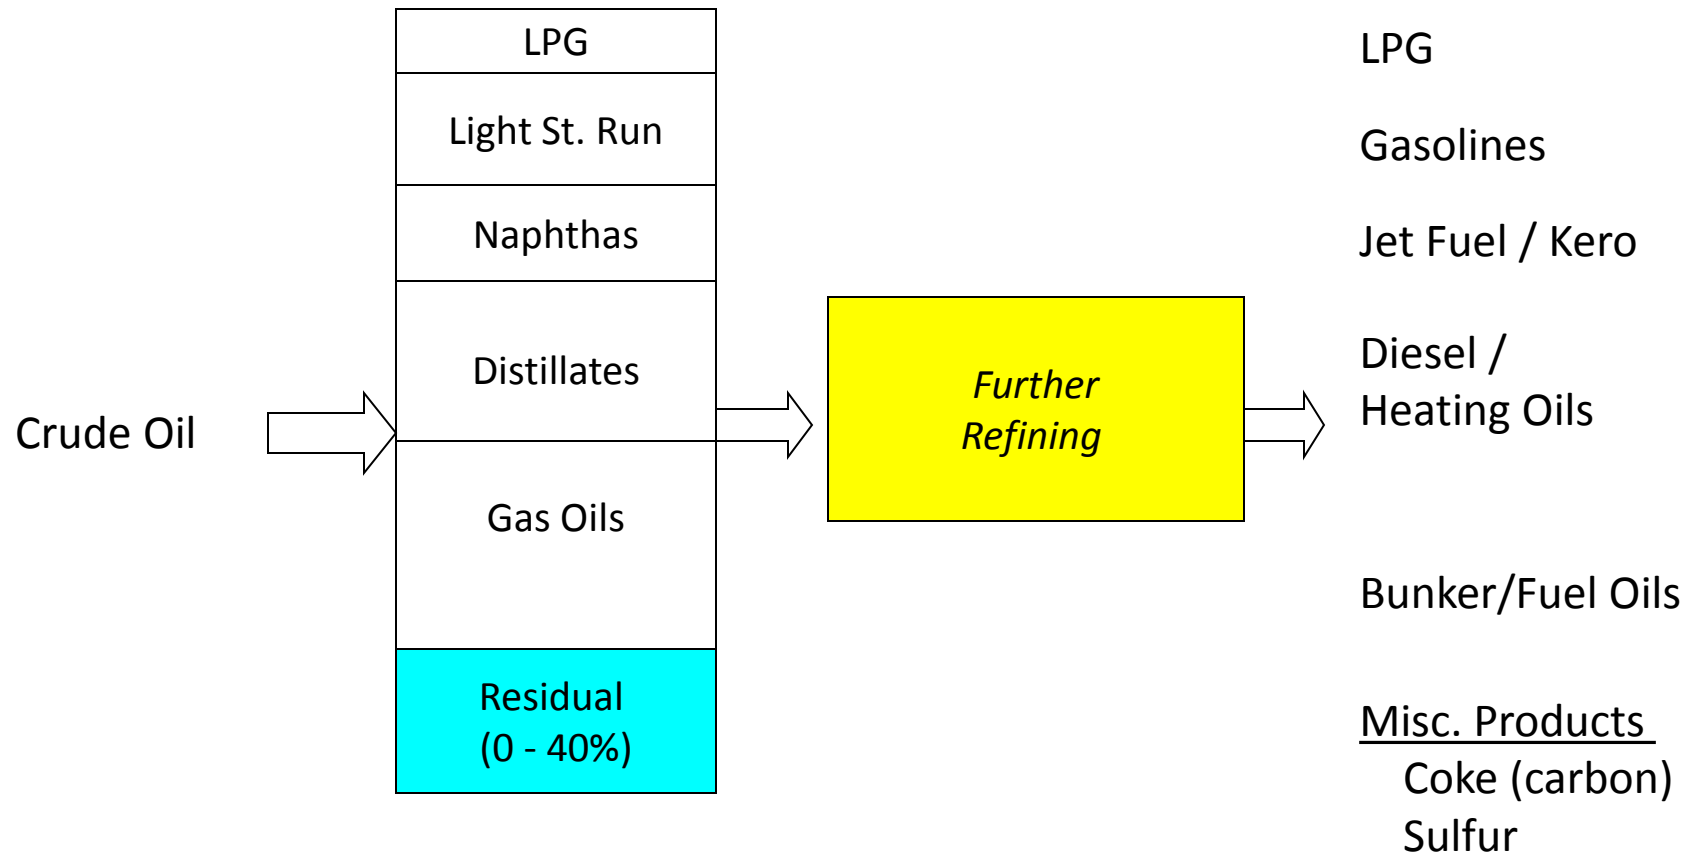 LPG
Light St. Run
Naphthas
Distillates
Gas Oils
Residual
(0 - 40%)
Crude Oil
Further
Refining
LPG
Gasolines
Jet Fuel / Kero
Diesel /
Heating Oils
Bunker/Fuel Oils
Misc. Products
Coke (carbon)
Sulfur